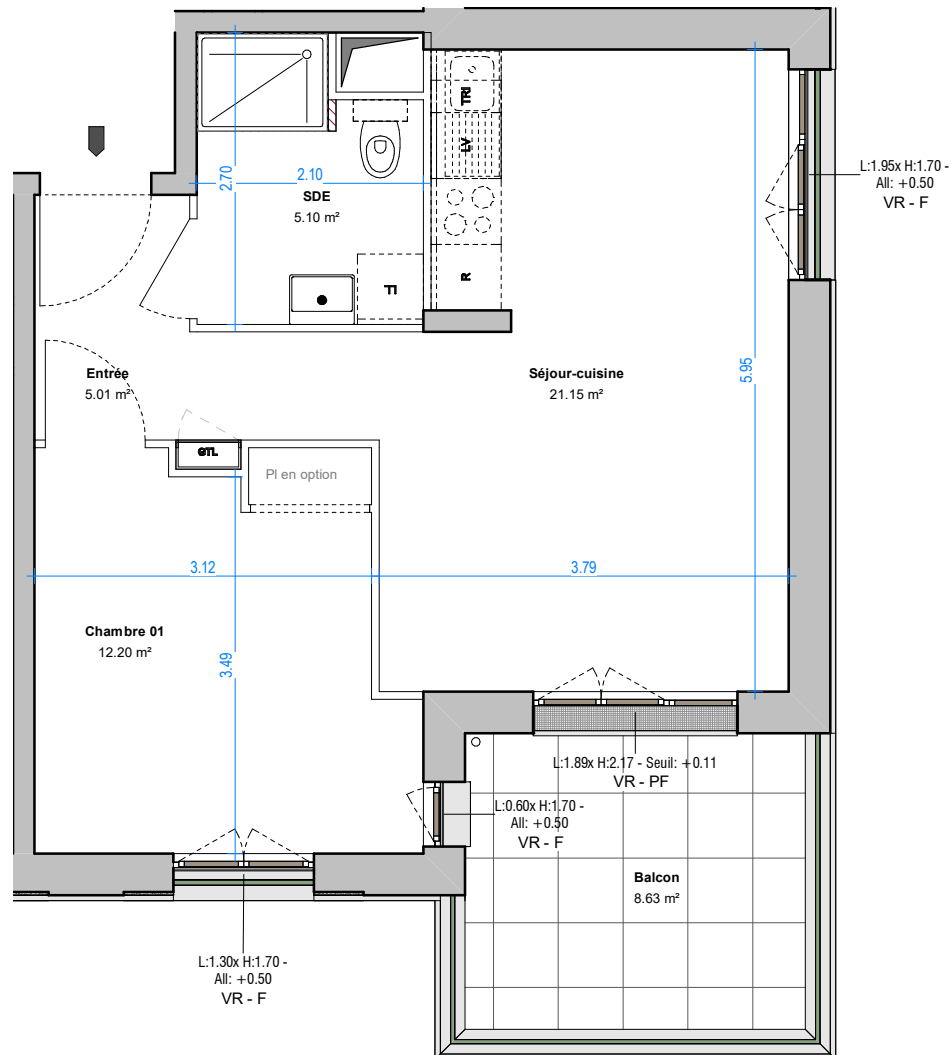 TRI
LV
2.70
2.10
SDE
5.10 m²
L:1.95x H:1.70 -
All: +0.50
VR - F
R
LL
Entrée
5.01 m²
Séjour-cuisine
21.15 m²
5.95
GTL
Pl en option
3.12
3.79
Chambre 01
12.20 m²
3.49
L:1.89x H:2.17 - Seuil: +0.11
VR - PF
L:0.60x H:1.70 -
All: +0.50
VR - F
Balcon
8.63 m²
L:1.30x H:1.70 -
All: +0.50
VR - F